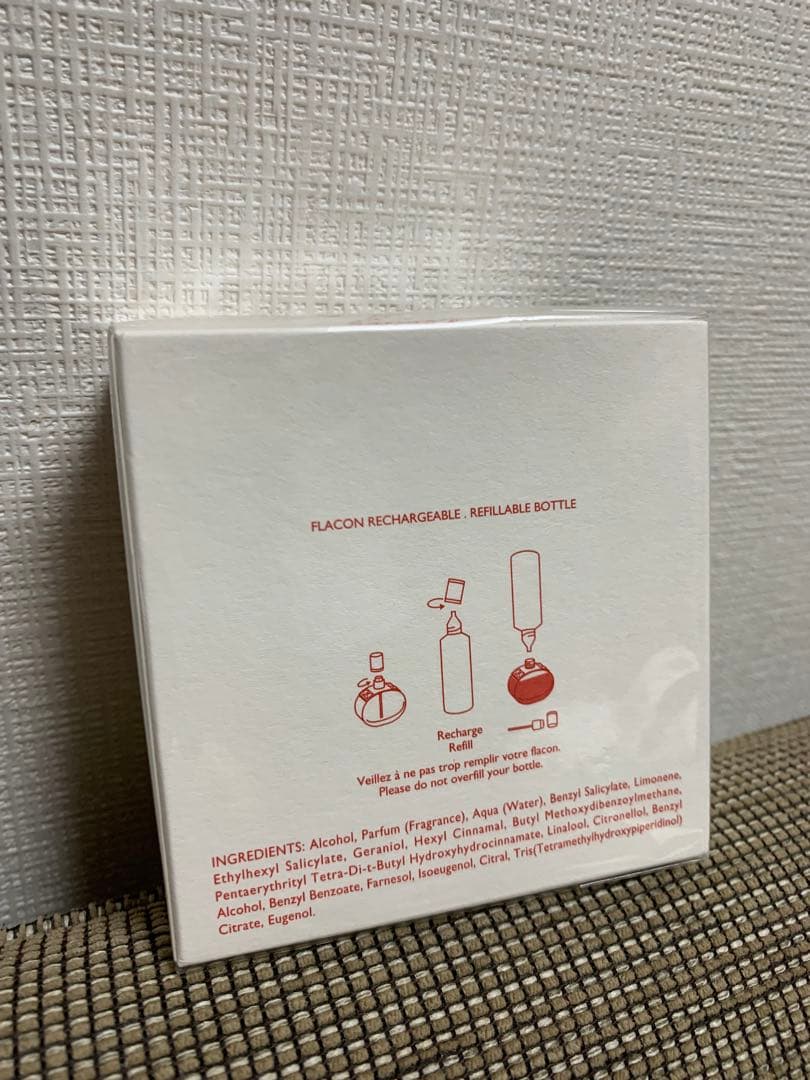 FLACON RECHARGEABLE . REFILLABLE BOTTLE
Recharge
Refill
Veillez à ne pas trop remplir votre flacon.
Please do not overfill your bottle.
INGREDIENTS: Alcohol, Parfum (Fragrance), Aqua (Water), Benzyl Salicylate, Limonene,
Ethylhexyl Salicylate, Geraniol, Hexyl Cinnamal, Butyl Methoxydibenzoylmethane,
Pentaerythrityl Tetra-Di-t-Butyl Hydroxyhydrocinnamate, Linalool, Citronellol, Benzyl
Alcohol, Benzyl Benzoate, Farnesol, Isoeugenol, Citral, Tris(Tetramethylhydroxypiperidinol)
Citrate, Eugenol.